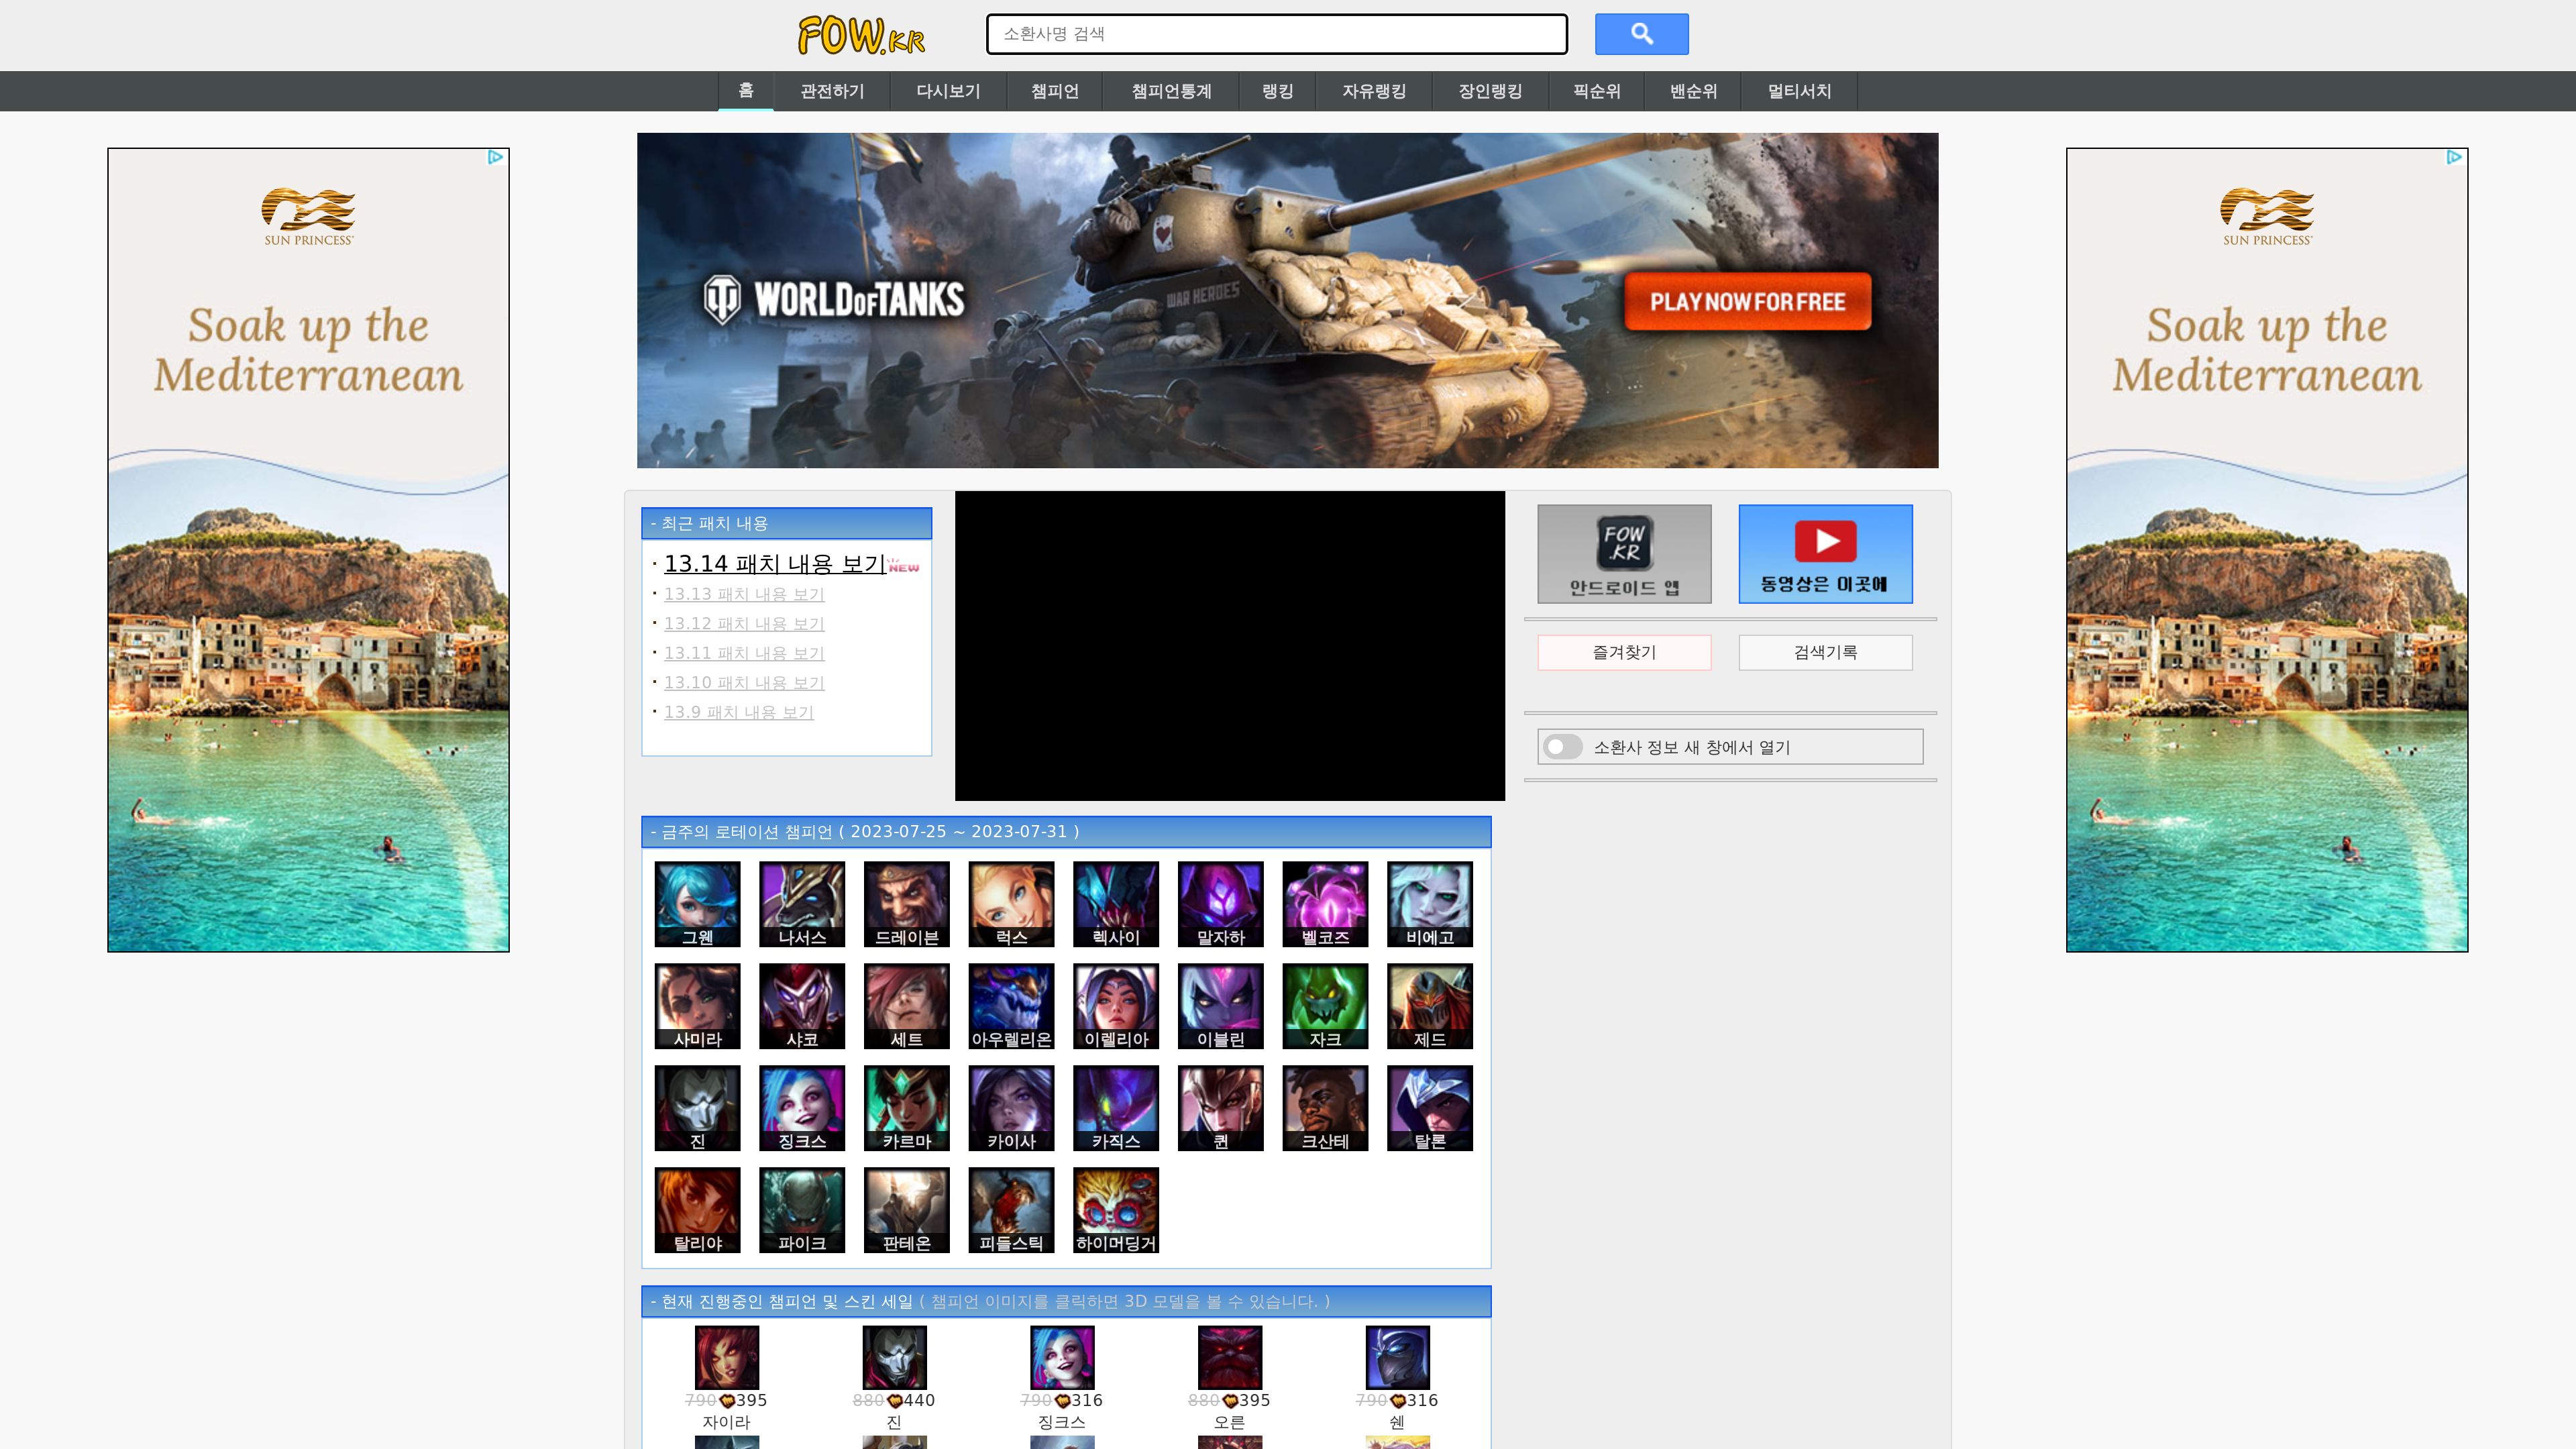 FOW.KR
소환사명 검색
홈
관전하기
다시보기
챔피언
챔피언통계
랭킹
자유랭킹
장인랭킹
픽순위
밴순위
멀티서치
SUN PRINCESS
Soak up the
Mediterranean
WORLD OF TANKS
WAR HEROES
PLAY NOW FOR FREE
SUN PRINCESS
Soak up the
Mediterranean
- 최근 패치 내용
· 13.14 패치 내용 보기 NEW
· 13.13 패치 내용 보기
· 13.12 패치 내용 보기
· 13.11 패치 내용 보기
· 13.10 패치 내용 보기
· 13.9 패치 내용 보기
FOW
.KR
안드로이드 앱
동영상은 이곳에
즐겨찾기
검색기록
소환사 정보 새 창에서 열기
- 금주의 로테이션 챔피언 ( 2023-07-25 ~ 2023-07-31 )
그웬 나서스 드레이븐 럭스 렉사이 말자하 벨코즈 비에고
사미라 샤코 세트 아우렐리온 이렐리아 이블린 자크 제드
진 징크스 카르마 카이사 카직스 퀸 크산테 탈론
탈리야 파이크 판테온 피들스틱 하이머딩거
- 현재 진행중인 챔피언 및 스킨 세일 ( 챔피언 이미지를 클릭하면 3D 모델을 볼 수 있습니다. )
790 395 880 440 790 316 880 395 790 316
자이라 진 징크스 오른 쉔